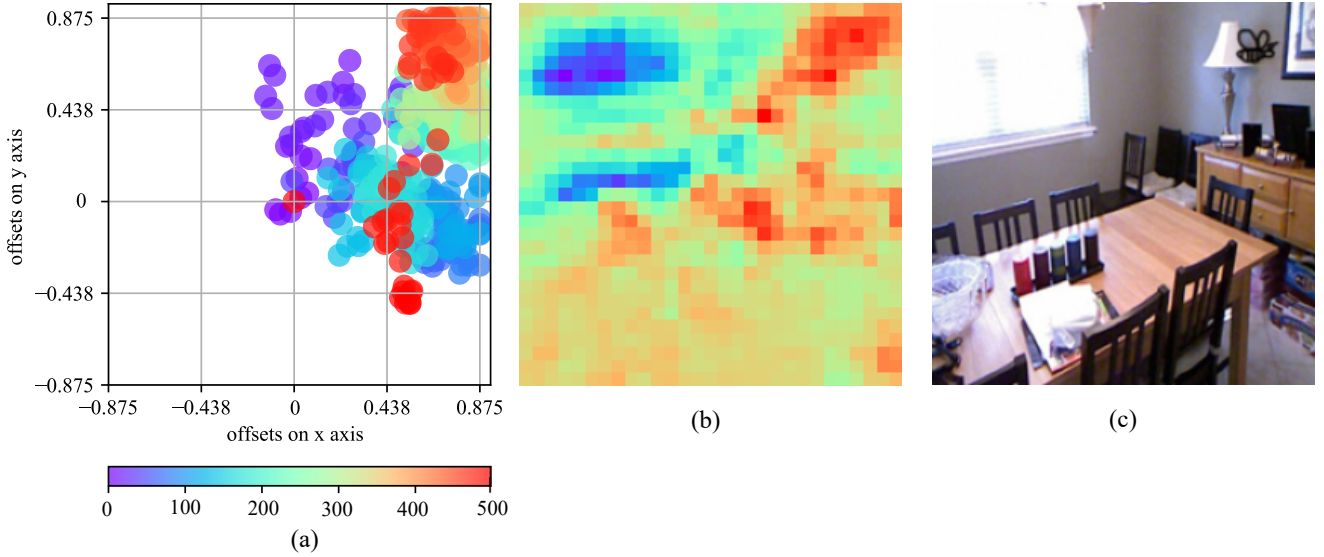 0.875
0.438
0
−0.438
−0.875
offsets on y axis
−0.875 −0.438 0 0.438 0.875
offsets on x axis
0 100 200 300 400 500
(a)
(b)
(c)